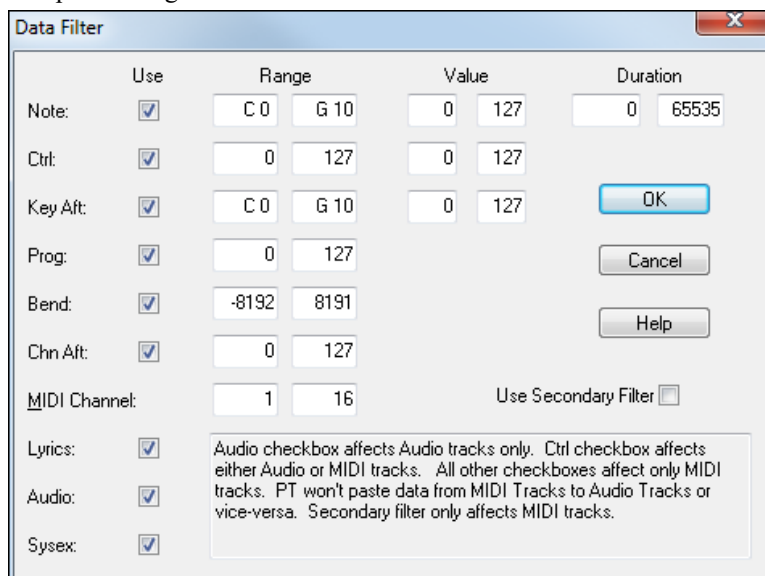 Data Filter
Use Range Value Duration
Note: C 0 G 10 0 127 0 65535
Ctrl: 0 127 0 127
Key Aft: C 0 G 10 0 127 OK
Prog: 0 127 Cancel
Bend: -8192 8191 Help
Chn Aft: 0 127
MIDI Channel: 1 16 Use Secondary Filter
Lyrics:
Audio checkbox affects Audio tracks only. Ctrl checkbox affects
either Audio or MIDI tracks. All other checkboxes affect only MIDI
tracks. PT won't paste data from MIDI Tracks to Audio Tracks or
vice-versa. Secondary filter only affects MIDI tracks.
Audio:
Sysex: